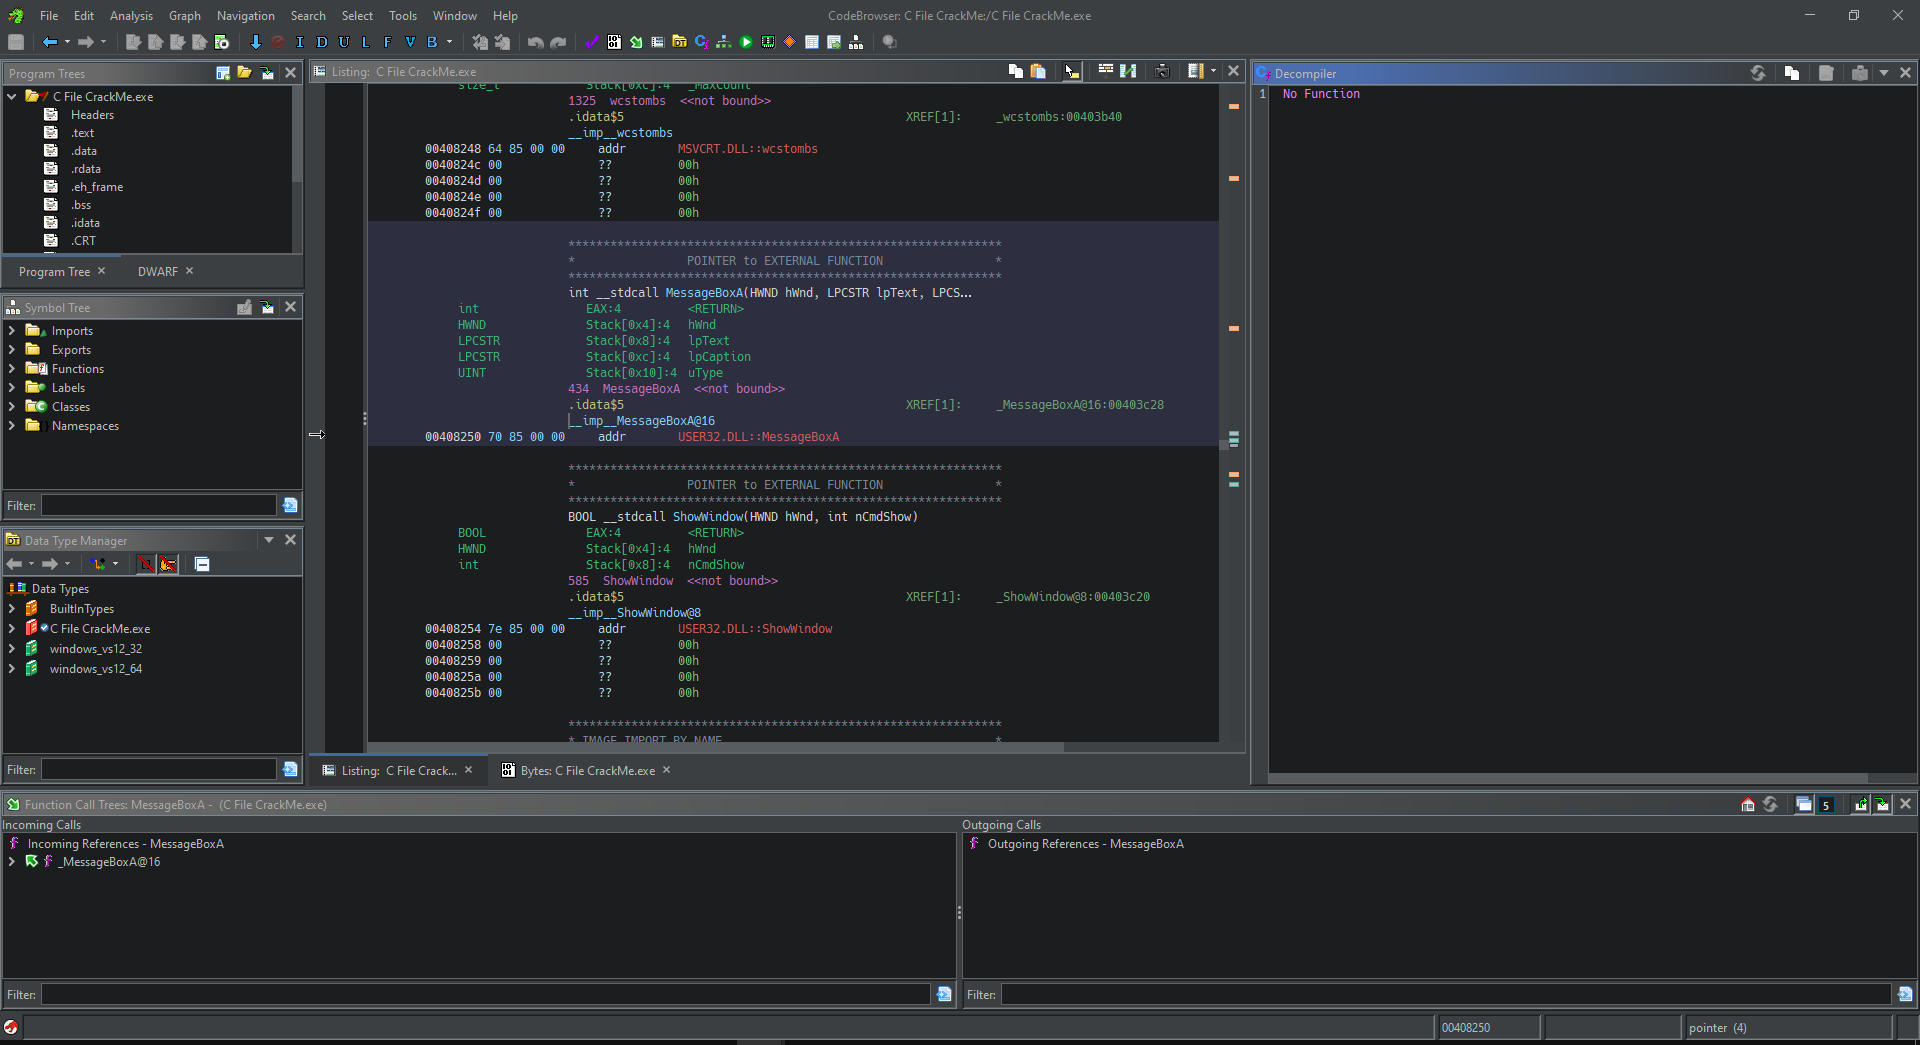 File Edit Analysis Graph Navigation Search Select Tools Window Help
CodeBrowser: C File CrackMe:/C File CrackMe.exe
I D U L F V B
Program Trees
C File CrackMe.exe
Headers
.text
.data
.rdata
.eh_frame
.bss
.idata
.CRT
Program Tree
DWARF
Symbol Tree
Imports
Exports
Functions
Labels
Classes
Namespaces
Filter:
Data Type Manager
Data Types
BuiltInTypes
C File CrackMe.exe
windows_vs12_32
windows_vs12_64
Filter:
Listing: C File CrackMe.exe
size_t Stack[0xc]:4 _MaxCount
1325 wcstombs <<not bound>>
.idata$5 XREF[1]: _wcstombs:00403b40
__imp__wcstombs
00408248 64 85 00 00 addr MSVCRT.DLL::wcstombs
0040824c 00 ?? 00h
0040824d 00 ?? 00h
0040824e 00 ?? 00h
0040824f 00 ?? 00h
**************************************************************
* POINTER to EXTERNAL FUNCTION *
**************************************************************
int __stdcall MessageBoxA(HWND hWnd, LPCSTR lpText, LPCS...
int EAX:4 <RETURN>
HWND Stack[0x4]:4 hWnd
LPCSTR Stack[0x8]:4 lpText
LPCSTR Stack[0xc]:4 lpCaption
UINT Stack[0x10]:4 uType
434 MessageBoxA <<not bound>>
.idata$5 XREF[1]: _MessageBoxA@16:00403c28
__imp__MessageBoxA@16
00408250 70 85 00 00 addr USER32.DLL::MessageBoxA
**************************************************************
* POINTER to EXTERNAL FUNCTION *
**************************************************************
BOOL __stdcall ShowWindow(HWND hWnd, int nCmdShow)
BOOL EAX:4 <RETURN>
HWND Stack[0x4]:4 hWnd
int Stack[0x8]:4 nCmdShow
585 ShowWindow <<not bound>>
.idata$5 XREF[1]: _ShowWindow@8:00403c20
__imp__ShowWindow@8
00408254 7e 85 00 00 addr USER32.DLL::ShowWindow
00408258 00 ?? 00h
00408259 00 ?? 00h
0040825a 00 ?? 00h
0040825b 00 ?? 00h
**************************************************************
* IMAGE_IMPORT_BY_NAME *
Listing: C File Crack...
Bytes: C File CrackMe.exe
Decompiler
1 No Function
Function Call Trees: MessageBoxA - (C File CrackMe.exe)
5
Incoming Calls
Incoming References - MessageBoxA
_MessageBoxA@16
Filter:
Outgoing Calls
Outgoing References - MessageBoxA
Filter:
00408250
pointer (4)